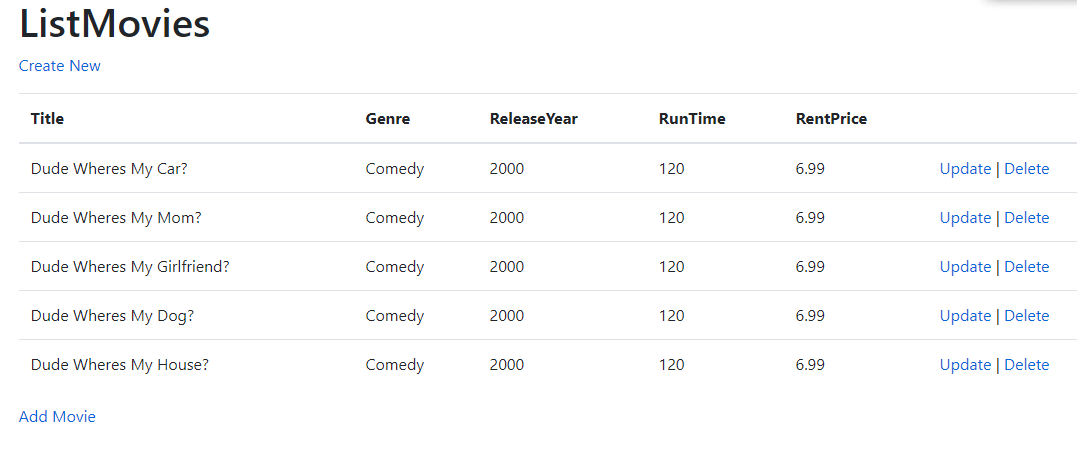 ListMovies
Create New
Title Genre ReleaseYear RunTime RentPrice
Dude Wheres My Car? Comedy 2000 120 6.99 Update | Delete
Dude Wheres My Mom? Comedy 2000 120 6.99 Update | Delete
Dude Wheres My Girlfriend? Comedy 2000 120 6.99 Update | Delete
Dude Wheres My Dog? Comedy 2000 120 6.99 Update | Delete
Dude Wheres My House? Comedy 2000 120 6.99 Update | Delete
Add Movie